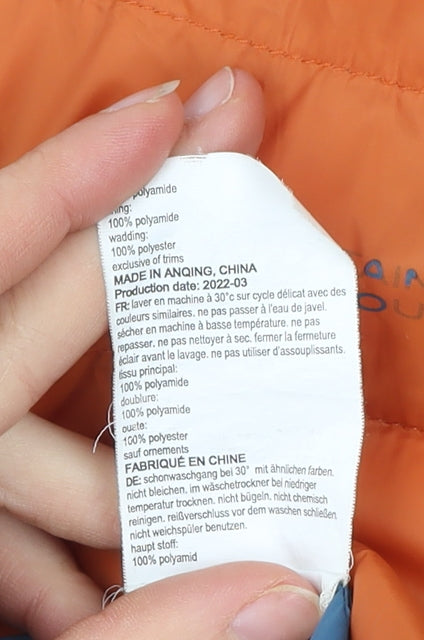 polyamide
100% polyamide
wadding:
100% polyester
exclusive of trims
MADE IN ANQING, CHINA
Production date: 2022-03
FR: laver en machine à 30°c sur cycle délicat avec des
couleurs similaires. ne pas passer à l'eau de javel.
sécher en machine à basse température. ne pas
repasser. ne pas nettoyer à sec. fermer la fermeture
éclair avant le lavage. ne pas utiliser d'assouplissants.
tissu principal:
100% polyamide
doublure:
100% polyamide
ouate:
100% polyester
sauf ornements
FABRIQUÉ EN CHINE
DE: schonwaschgang bei 30° mit ähnlichen farben.
nicht bleichen. im wäschetrockner bei niedriger
temperatur trocknen. nicht bügeln. nicht chemisch
reinigen. reißverschluss vor dem waschen schließen.
nicht weichspüler benutzen.
haupt stoff:
100% polyamid